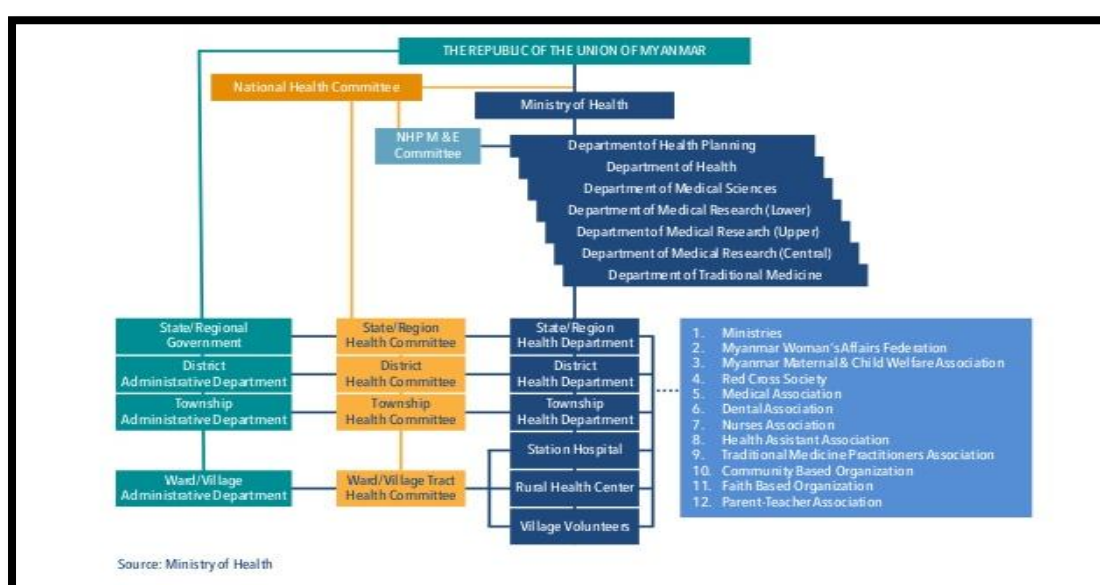 THE REPUBLIC OF THE UNION OF MYANMAR
National Health Committee
Ministry of Health
NHP M & E
Committee
Department of Health Planning
Department of Health
Department of Medical Sciences
Department of Medical Research (Lower)
Department of Medical Research (Upper)
Department of Medical Research (Central)
Department of Traditional Medicine
State/Regional
Government
State/Region
Health Committee
State/Region
Health Department
District
Administrative Department
District
Health Committee
District
Health Department
Township
Administrative Department
Township
Health Committee
Township
Health Department
Station Hospital
Ward/Village
Administrative Department
Ward/Village Tract
Health Committee
Rural Health Center
Village Volunteers
1. Ministries
2. Myanmar Woman's Affairs Federation
3. Myanmar Maternal & Child Welfare Association
4. Red Cross Society
5. Medical Association
6. Dental Association
7. Nurses Association
8. Health Assistant Association
9. Traditional Medicine Practitioners Association
10. Community Based Organization
11. Faith Based Organization
12. Parent-Teacher Association
Source: Ministry of Health